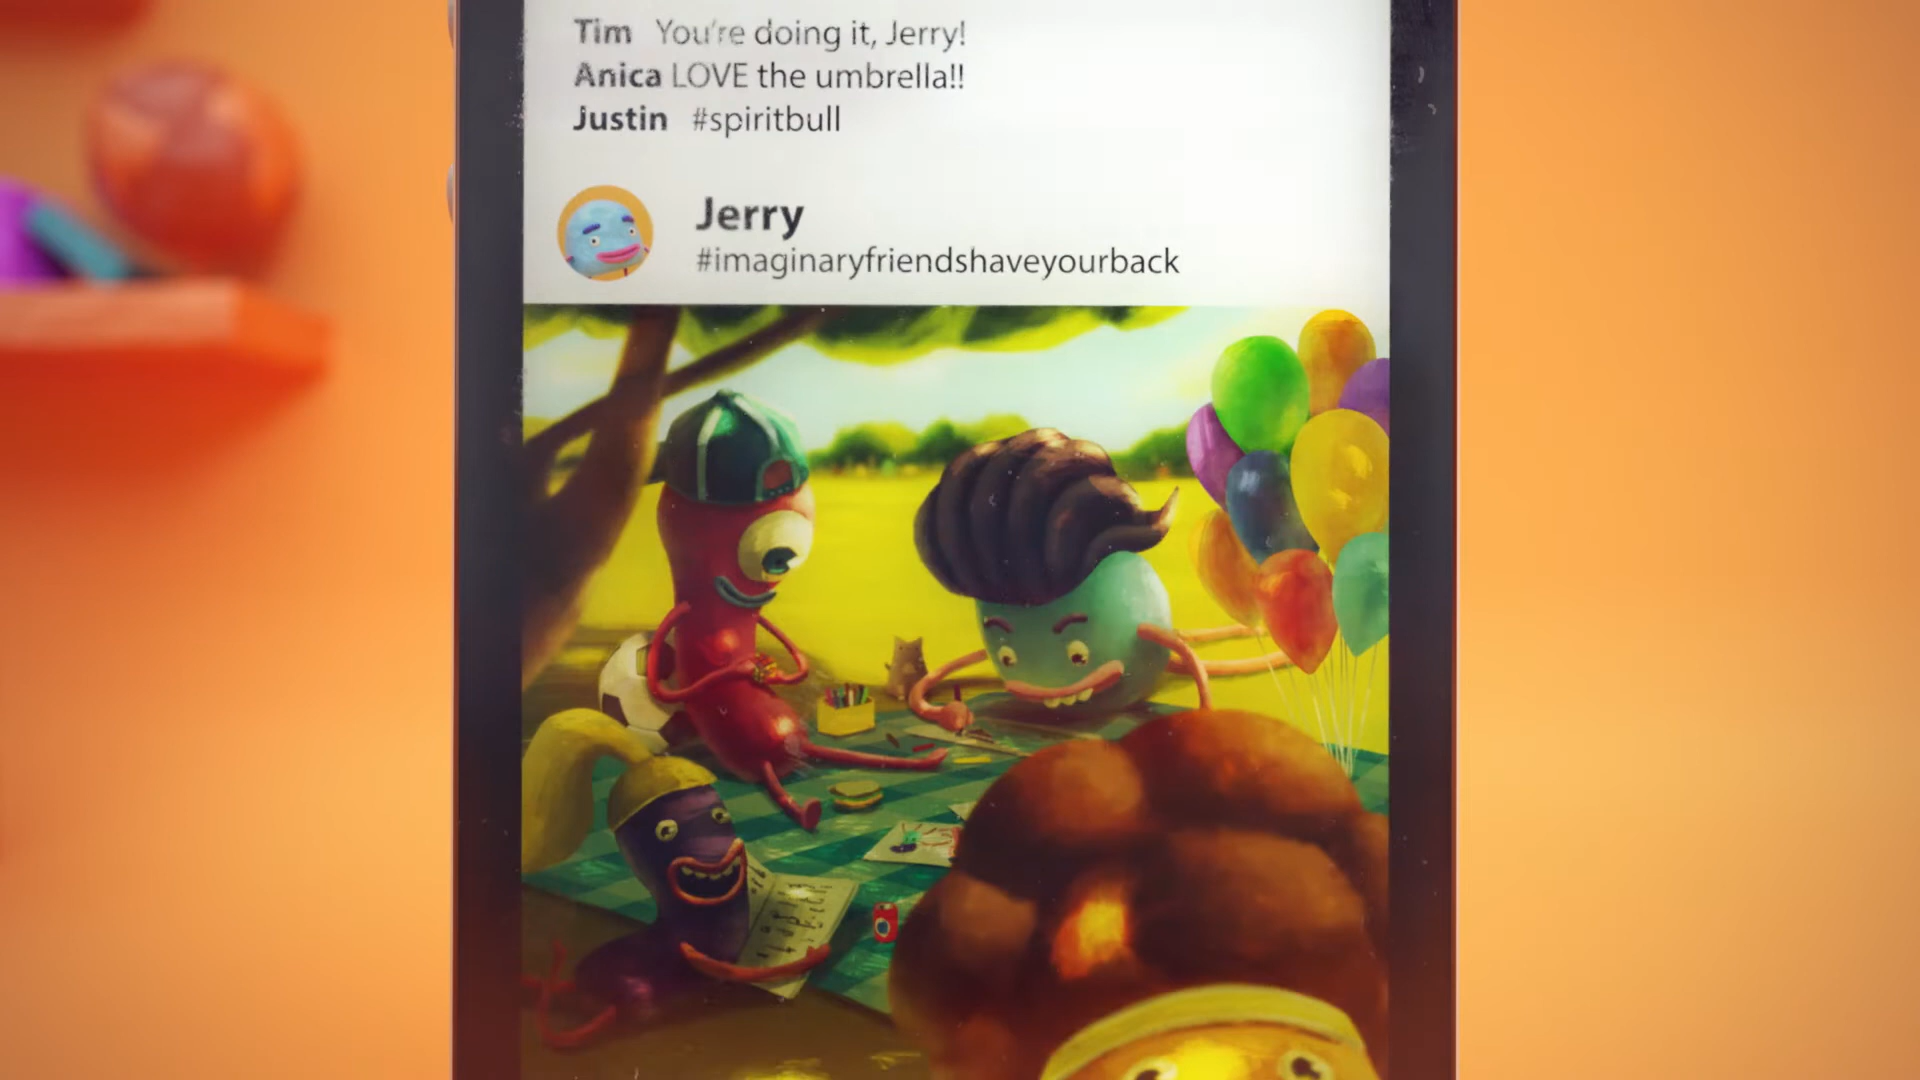 Tim You're doing it, Jerry!
Anica LOVE the umbrella!!
Justin #spiritbull
Jerry
#imaginaryfriendshaveyourback